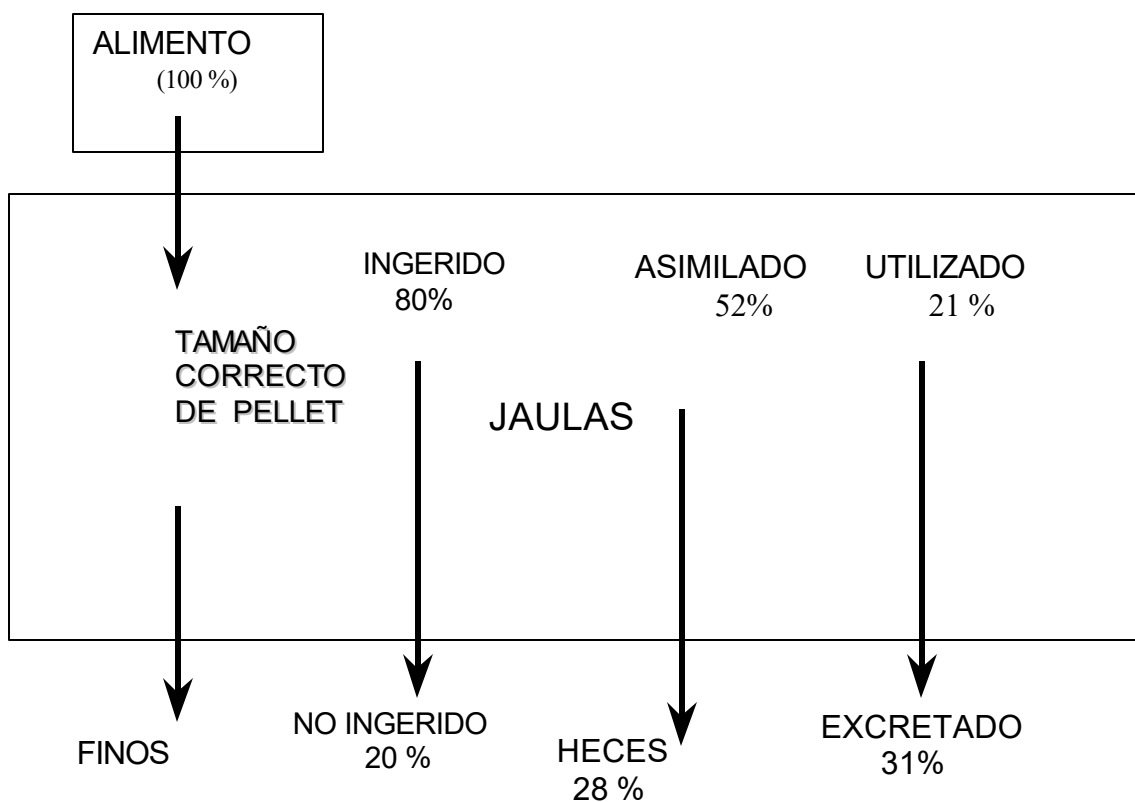 ALIMENTO
(100 %)
INGERIDO
80%
ASIMILADO
52%
UTILIZADO
21 %
TAMAÑO
CORRECTO
DE PELLET
JAULAS
FINOS
NO INGERIDO
20 %
HECES
28 %
EXCRETADO
31%